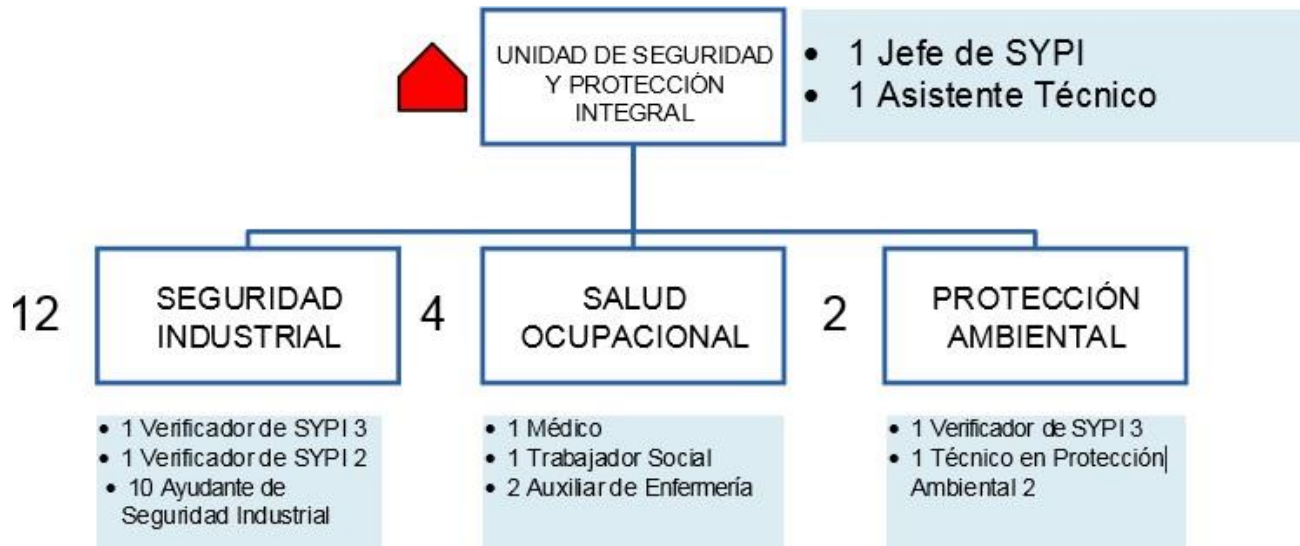 UNIDAD DE SEGURIDAD
Y PROTECCIÓN
INTEGRAL
• 1 Jefe de SYPI
• 1 Asistente Técnico
12
SEGURIDAD
INDUSTRIAL
4
SALUD
OCUPACIONAL
2
PROTECCIÓN
AMBIENTAL
• 1 Verificador de SYPI 3
• 1 Verificador de SYPI 2
• 10 Ayudante de
Seguridad Industrial
• 1 Médico
• 1 Trabajador Social
• 2 Auxiliar de Enfermería
• 1 Verificador de SYPI 3
• 1 Técnico en Protección
Ambiental 2